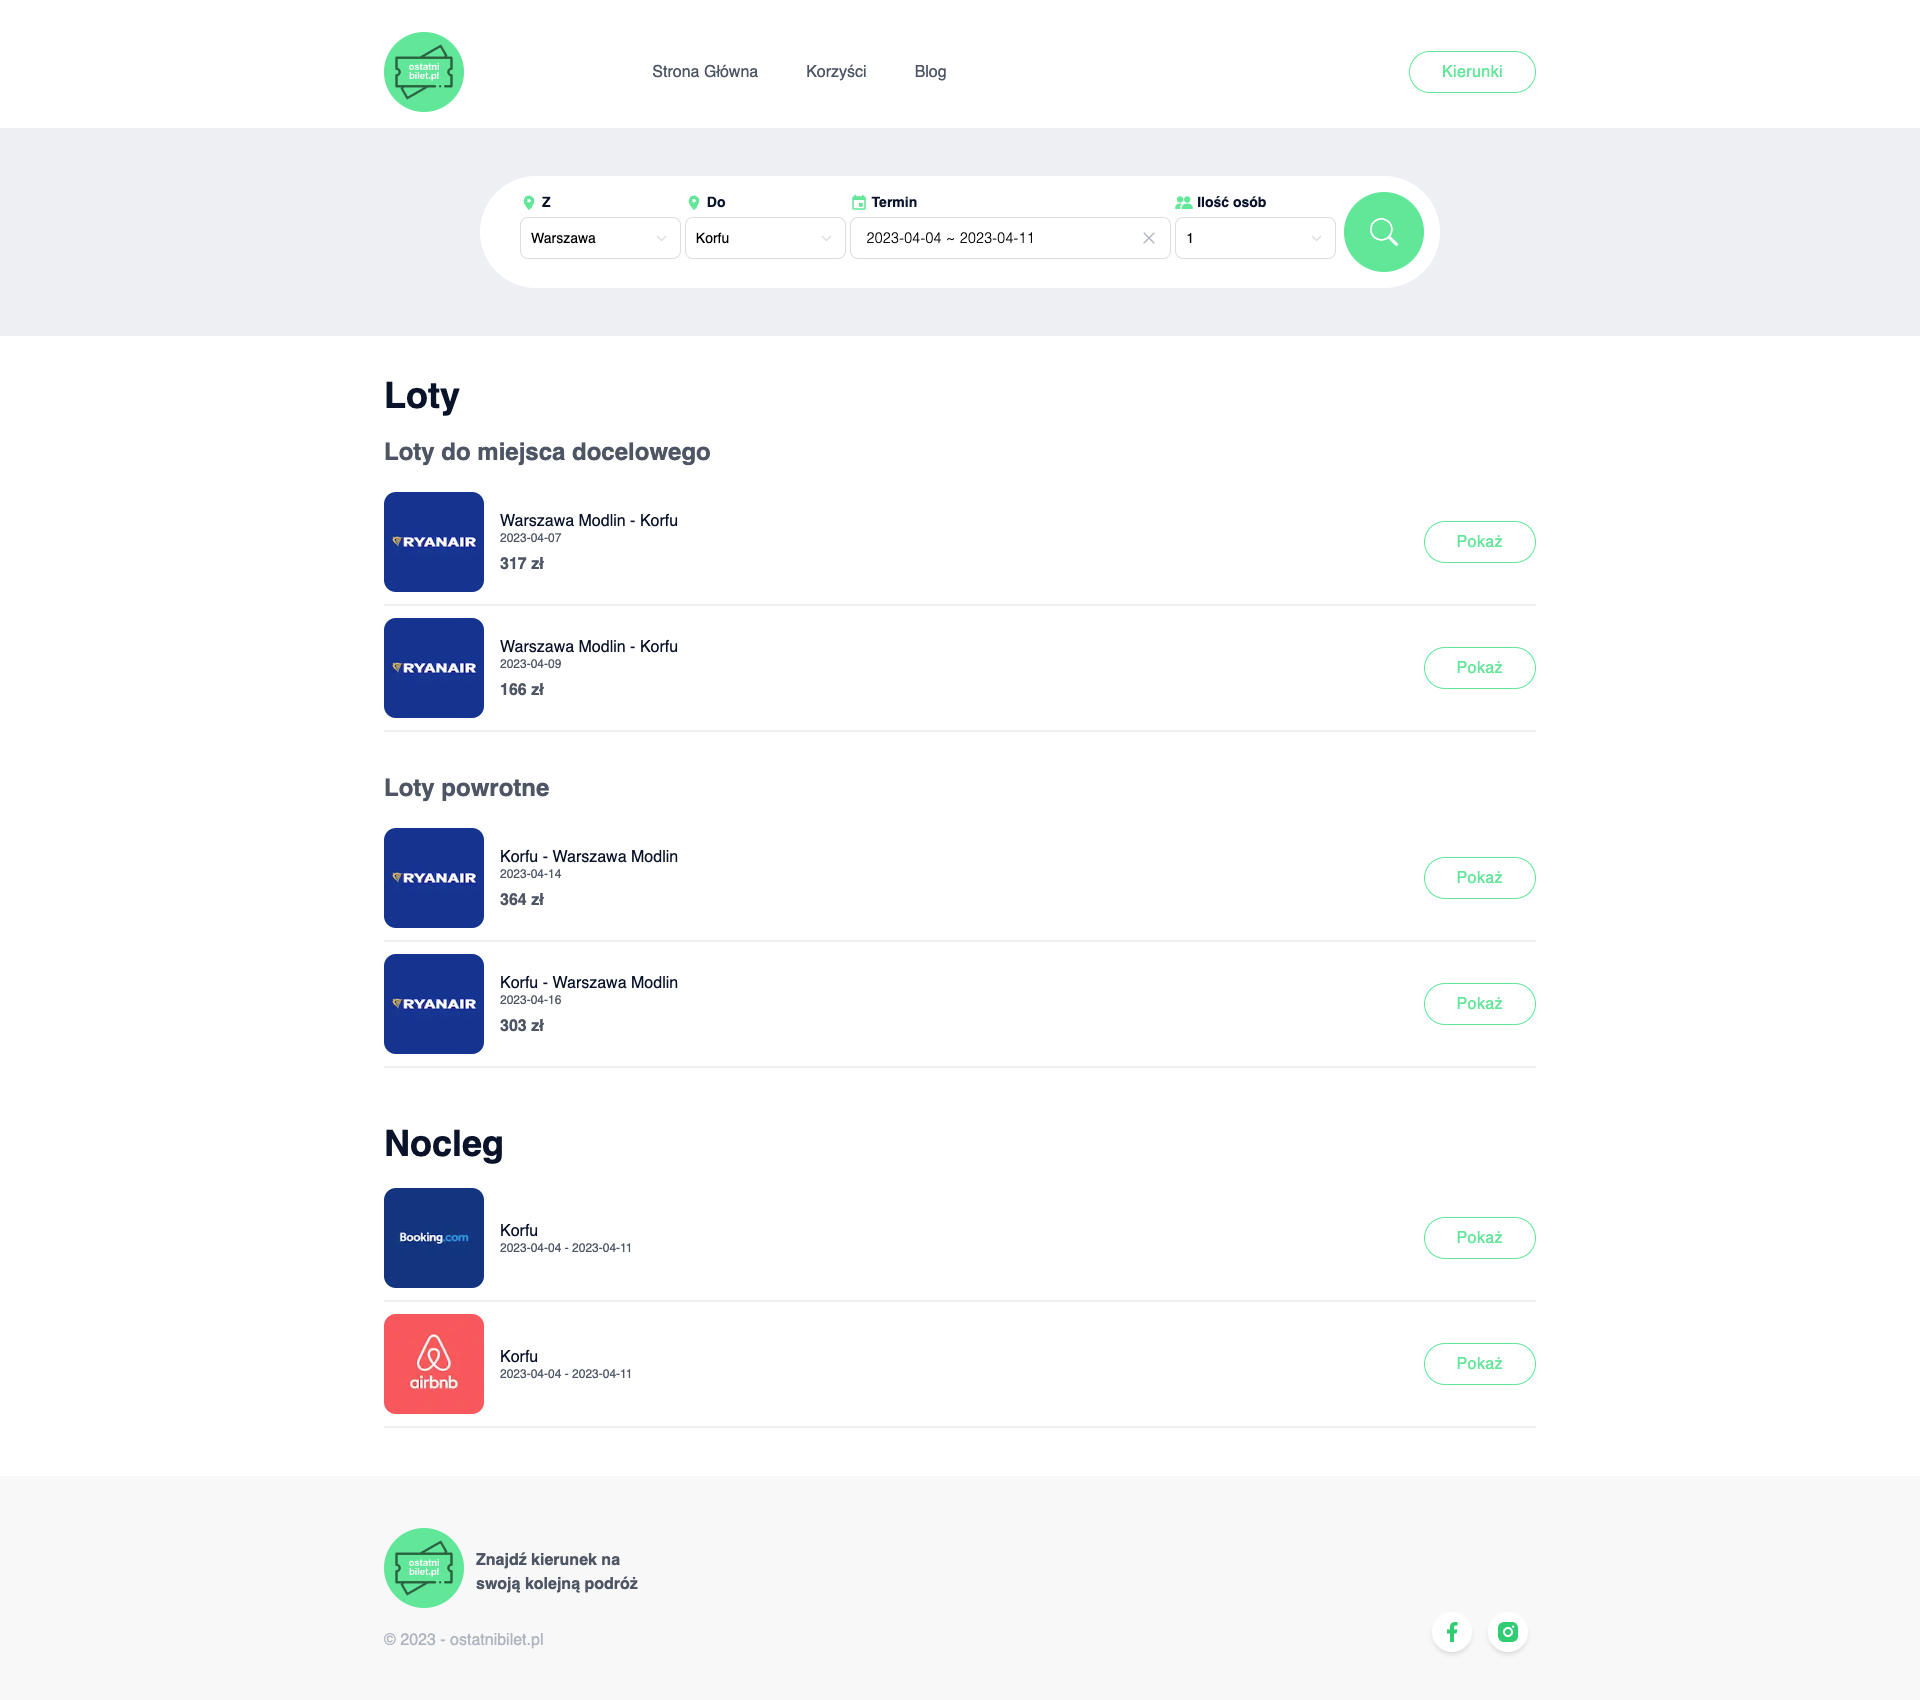 ostatni
bilet.pl
Strona Główna
Korzyści
Blog
Kierunki
Z
Do
Termin
Ilość osób
Warszawa
Korfu
2023-04-04 ~ 2023-04-11
1
Loty
Loty do miejsca docelowego
RYANAIR
Warszawa Modlin - Korfu
2023-04-07
317 zł
Pokaż
RYANAIR
Warszawa Modlin - Korfu
2023-04-09
166 zł
Pokaż
Loty powrotne
RYANAIR
Korfu - Warszawa Modlin
2023-04-14
364 zł
Pokaż
RYANAIR
Korfu - Warszawa Modlin
2023-04-16
303 zł
Pokaż
Nocleg
Booking.com
Korfu
2023-04-04 - 2023-04-11
Pokaż
airbnb
Korfu
2023-04-04 - 2023-04-11
Pokaż
ostatni
bilet.pl
Znajdź kierunek na
swoją kolejną podróż
© 2023 - ostatnibilet.pl